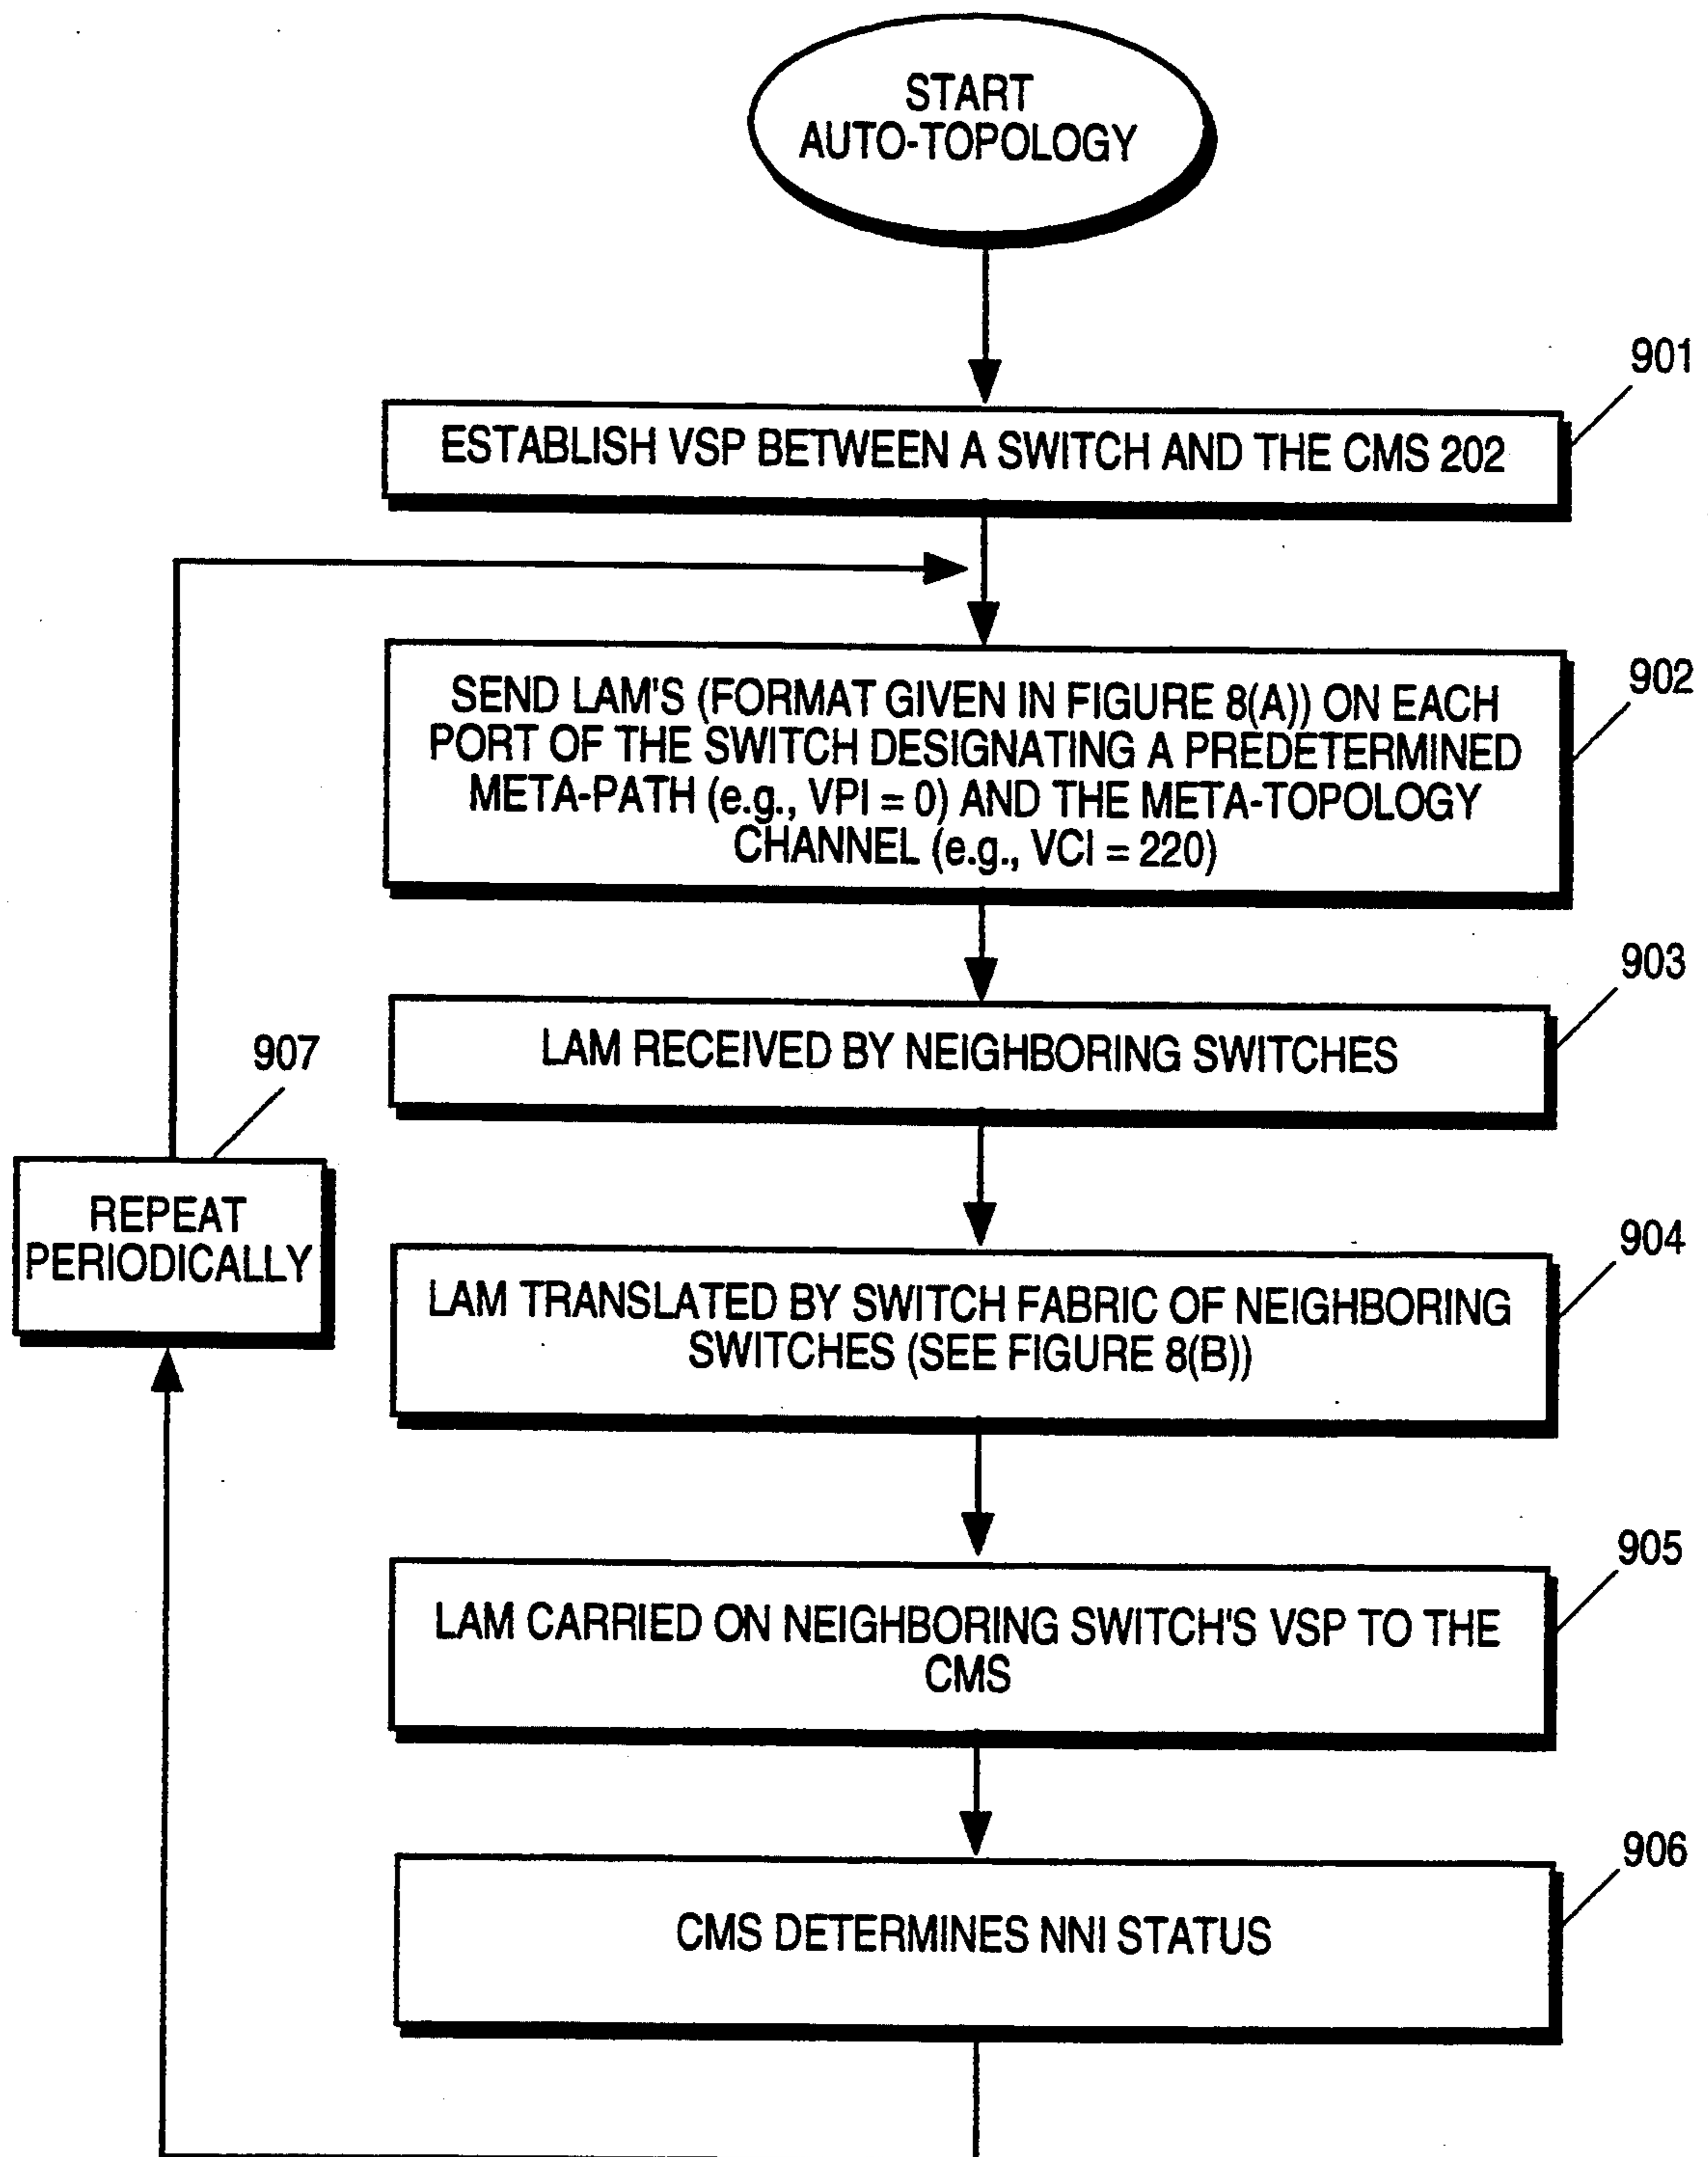 START
AUTO-TOPOLOGY
901
ESTABLISH VSP BETWEEN A SWITCH AND THE CMS 202
902
SEND LAM'S (FORMAT GIVEN IN FIGURE 8(A)) ON EACH
PORT OF THE SWITCH DESIGNATING A PREDETERMINED
META-PATH (e.g., VPI = 0) AND THE META-TOPOLOGY
CHANNEL (e.g., VCI = 220)
903
LAM RECEIVED BY NEIGHBORING SWITCHES
907
REPEAT
PERIODICALLY
904
LAM TRANSLATED BY SWITCH FABRIC OF NEIGHBORING
SWITCHES (SEE FIGURE 8(B))
905
LAM CARRIED ON NEIGHBORING SWITCH'S VSP TO THE
CMS
906
CMS DETERMINES NNI STATUS